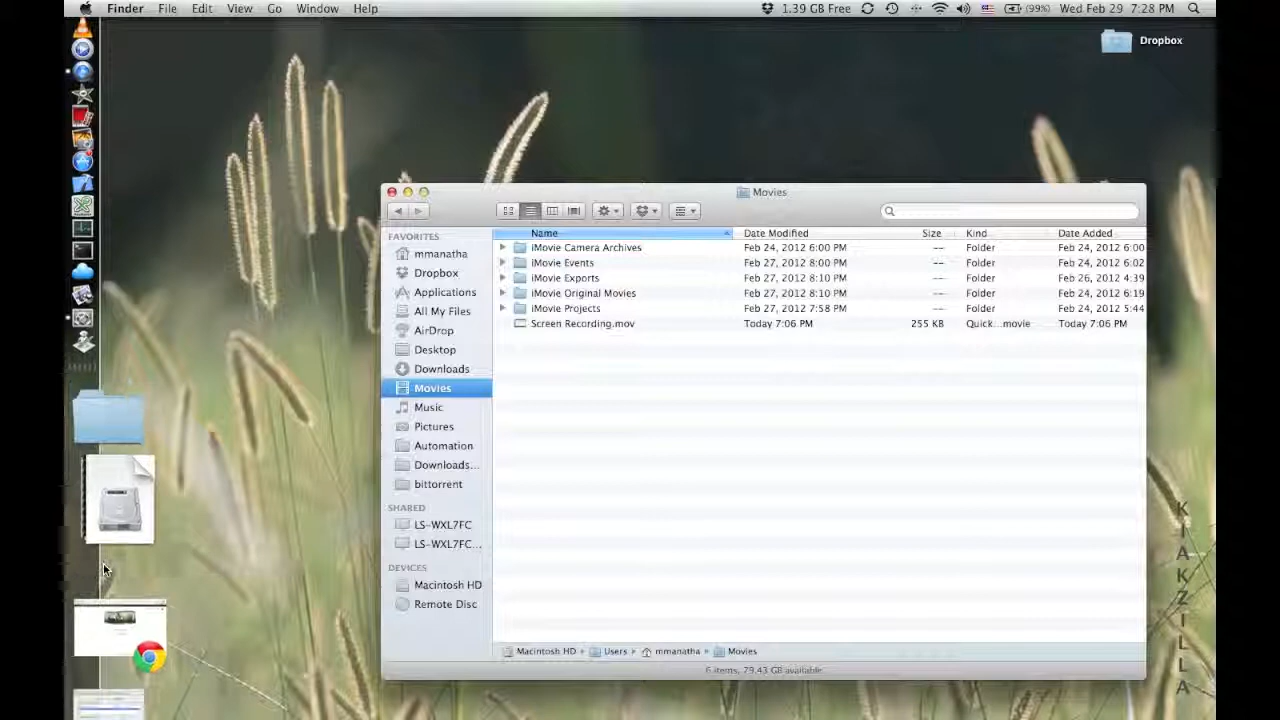 Finder File Edit View Go Window Help 1.39 GB Free (99%) Wed Feb 29 7:28 PM
Dropbox
Movies
FAVORITES
mmanatha
Dropbox
Applications
All My Files
AirDrop
Desktop
Downloads
Movies
Music
Pictures
Automation
Downloads...
bittorrent
SHARED
LS-WXL7FC
LS-WXL7FC...
DEVICES
Macintosh HD
Remote Disc
Name Date Modified Size Kind Date Added
iMovie Camera Archives Feb 24, 2012 6:00 PM -- Folder Feb 24, 2012 6:00
iMovie Events Feb 27, 2012 8:00 PM -- Folder Feb 24, 2012 6:02
iMovie Exports Feb 27, 2012 8:10 PM -- Folder Feb 26, 2012 4:39
iMovie Original Movies Feb 27, 2012 8:10 PM -- Folder Feb 24, 2012 6:19
iMovie Projects Feb 27, 2012 7:58 PM -- Folder Feb 24, 2012 5:44
Screen Recording.mov Today 7:06 PM 255 KB Quick...movie Today 7:06 PM
Macintosh HD ▸ Users ▸ mmanatha ▸ Movies
6 items, 79.43 GB available
KIAKZILLA